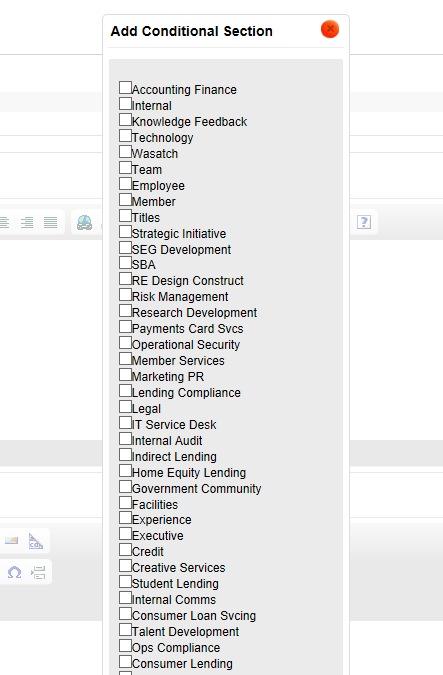 Add Conditional Section
Accounting Finance
Internal
Knowledge Feedback
Technology
Wasatch
Team
Employee
Member
Titles
Strategic Initiative
SEG Development
SBA
RE Design Construct
Risk Management
Research Development
Payments Card Svcs
Operational Security
Member Services
Marketing PR
Lending Compliance
Legal
IT Service Desk
Internal Audit
Indirect Lending
Home Equity Lending
Government Community
Facilities
Experience
Executive
Credit
Creative Services
Student Lending
Internal Comms
Consumer Loan Svcing
Talent Development
Ops Compliance
Consumer Lending